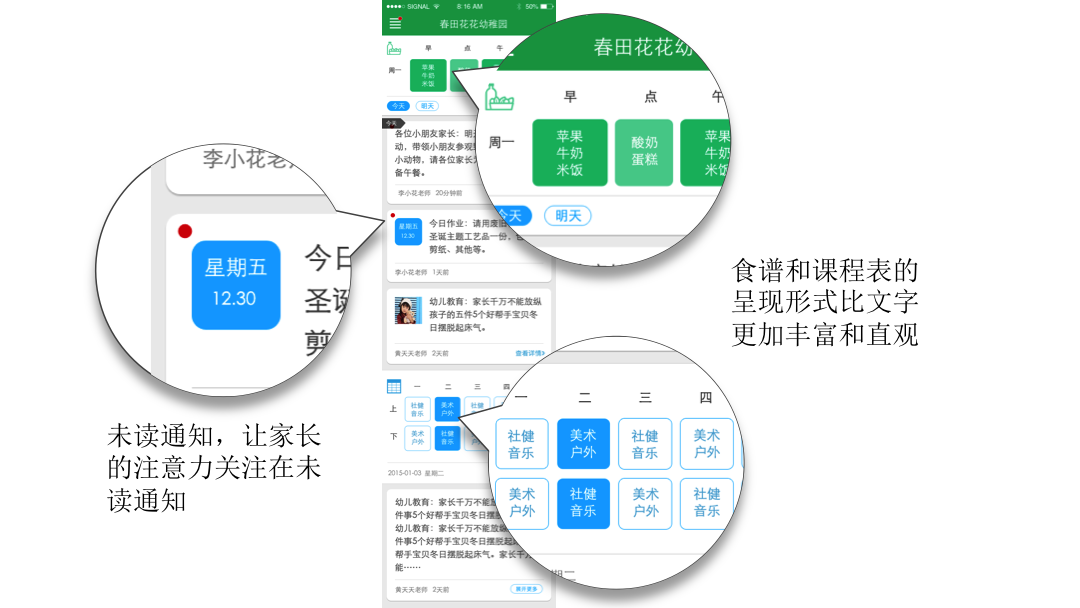 SIGNAL 8:16 AM 50%
春田花花幼稚园
早 点 午
周一
苹果
牛奶
米饭
今天 明天
今天
各位小朋友家长：明
动、带领小朋友参观
小动物，请各位家长
备午餐。
李小花老师 20分钟前
星期五
12.30
今日作业：请用废旧
圣诞主题工艺品一份，
剪纸、其他等。
李小花老师 1天前
幼儿教育：家长千万不能放纵
孩子的五件5个好帮手宝贝冬
日摆脱起床气。
黄天天老师 2天前 查看详情
一 二 三 四
上 社健 美术 社健
音乐 户外 音乐
下 美术 社健
户外 音乐
2015-01-03 星期二
幼儿教育：家长千万不能放
件事5个好帮手宝贝冬日摆脱
幼儿教育：家长千万不能放纵
件事5个好帮手宝贝冬日摆脱起床
帮手宝贝冬日摆脱起床气。家长千万
能……
黄天天老师 2天前 展开更多
春田花花幼
早 点 午
周一
苹果 酸奶 苹果
牛奶 蛋糕 牛奶
米饭 米饭
今天 明天
李小花老
星期五
12.30
今日
圣诞
剪
食谱和课程表的
呈现形式比文字
更加丰富和直观
未读通知，让家长
的注意力关注在未
读通知
一 二 三 四
社健 美术 社健 美术
音乐 户外 音乐 户外
美术 社健 美术 社健
户外 音乐 户外 音乐